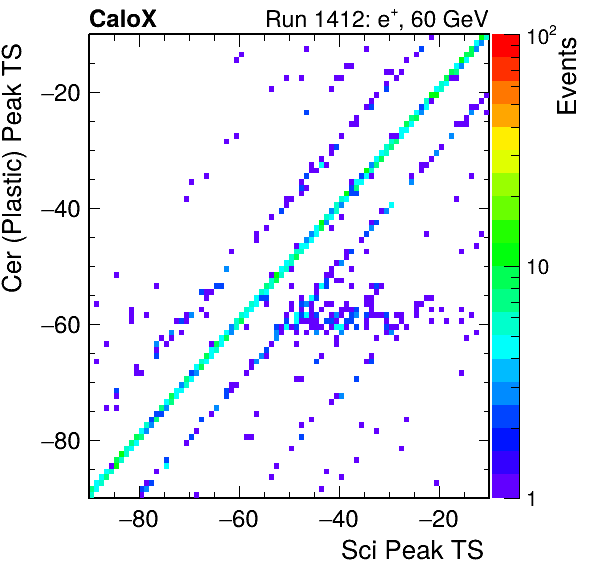 CaloX Run 1412: e⁺, 60 GeV
Cer (Plastic) Peak TS
−20
−40
−60
−80
−80 −60 −40 −20
Sci Peak TS
10²
10
1
Events